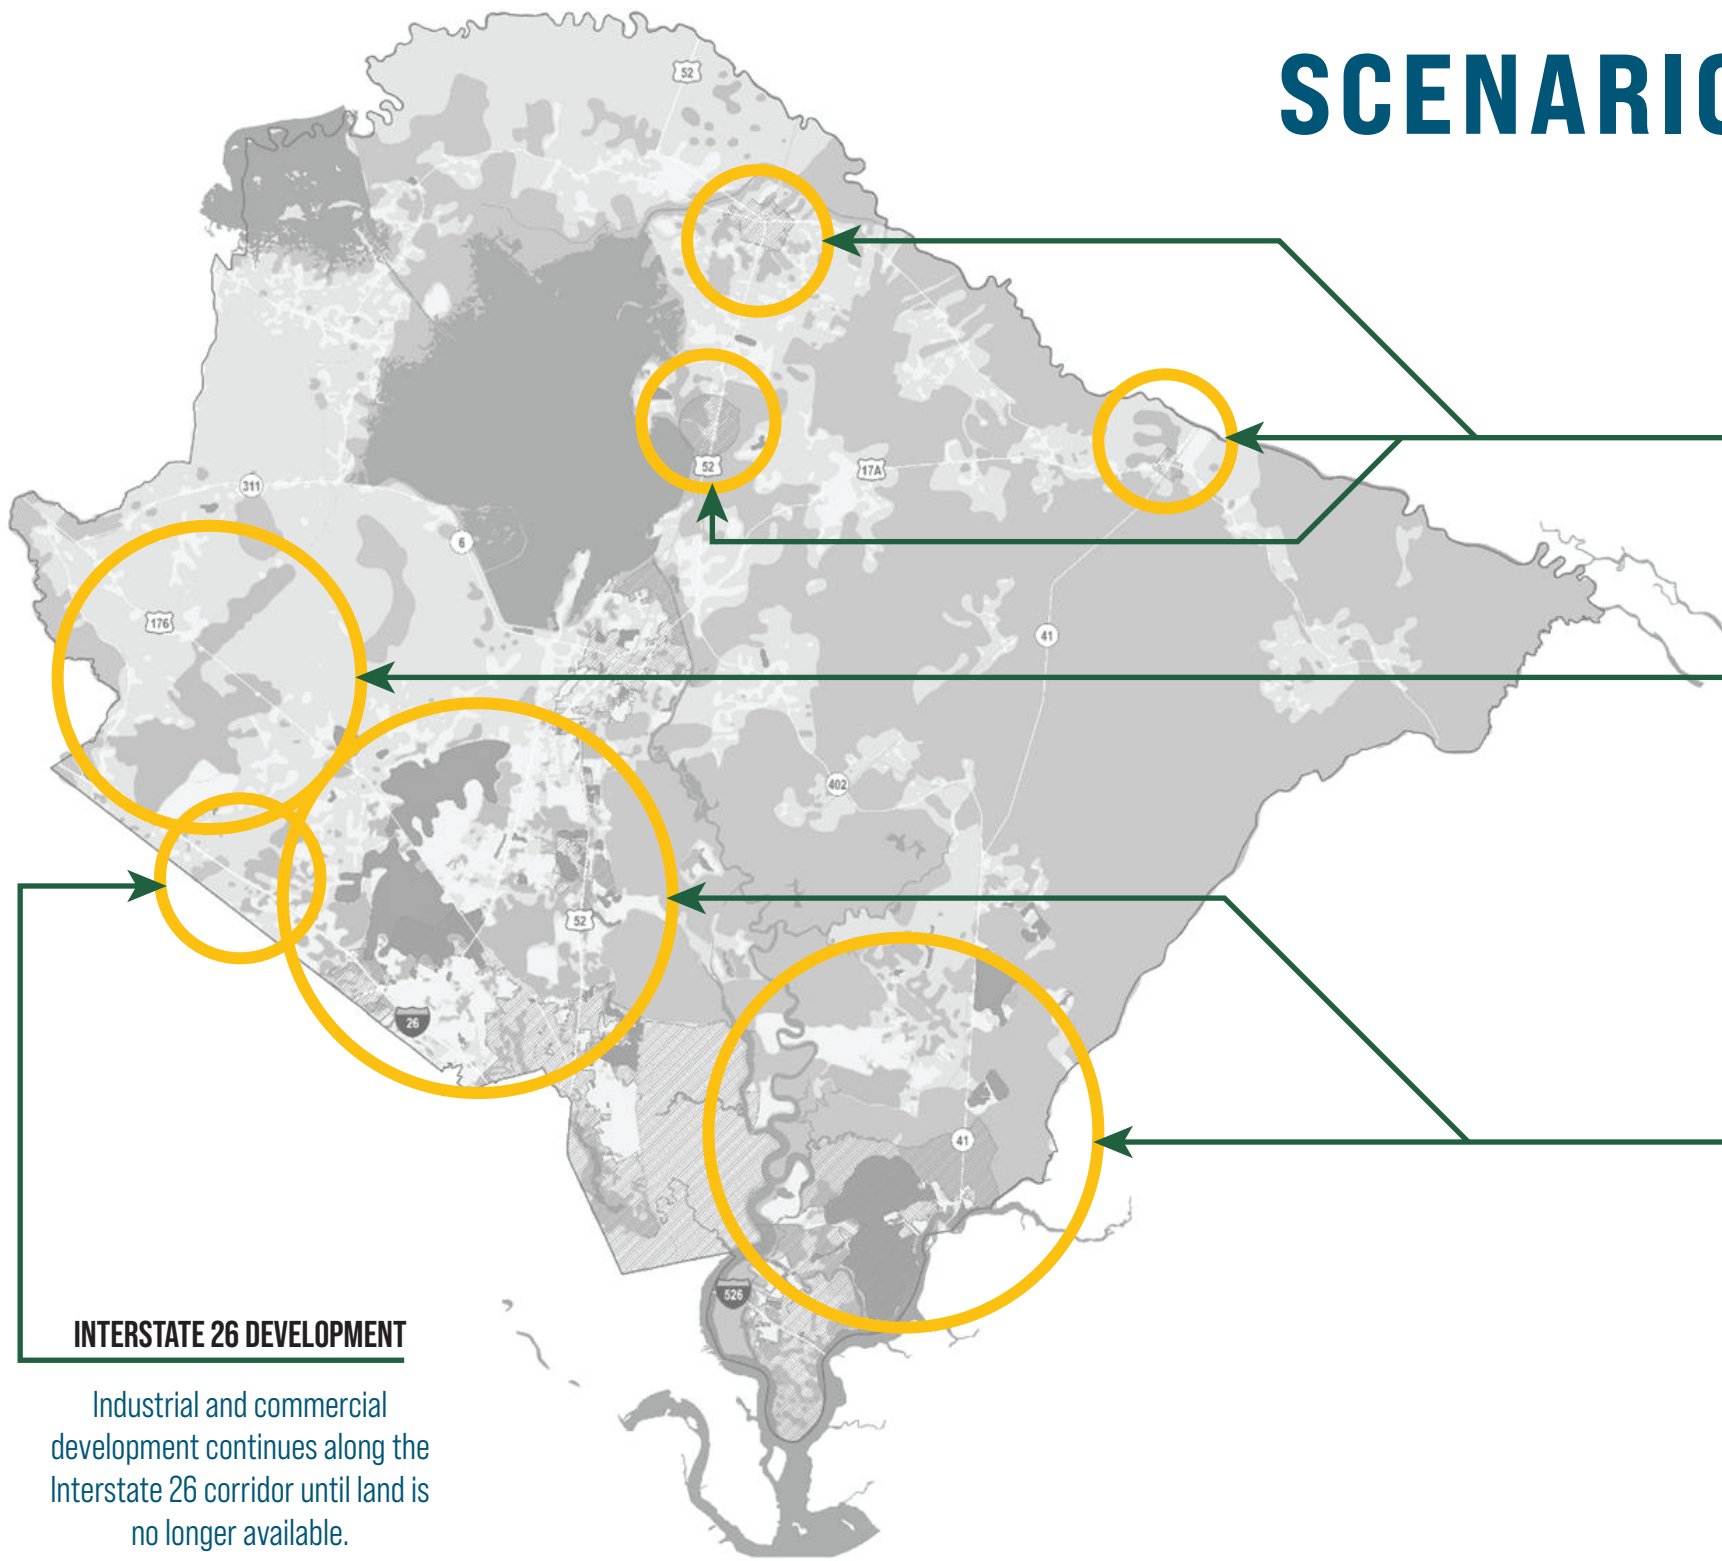 SCENARIO
52
52
17A
311
6
176
41
402
52
26
41
526
INTERSTATE 26 DEVELOPMENT
Industrial and commercial
development continues along the
Interstate 26 corridor until land is
no longer available.